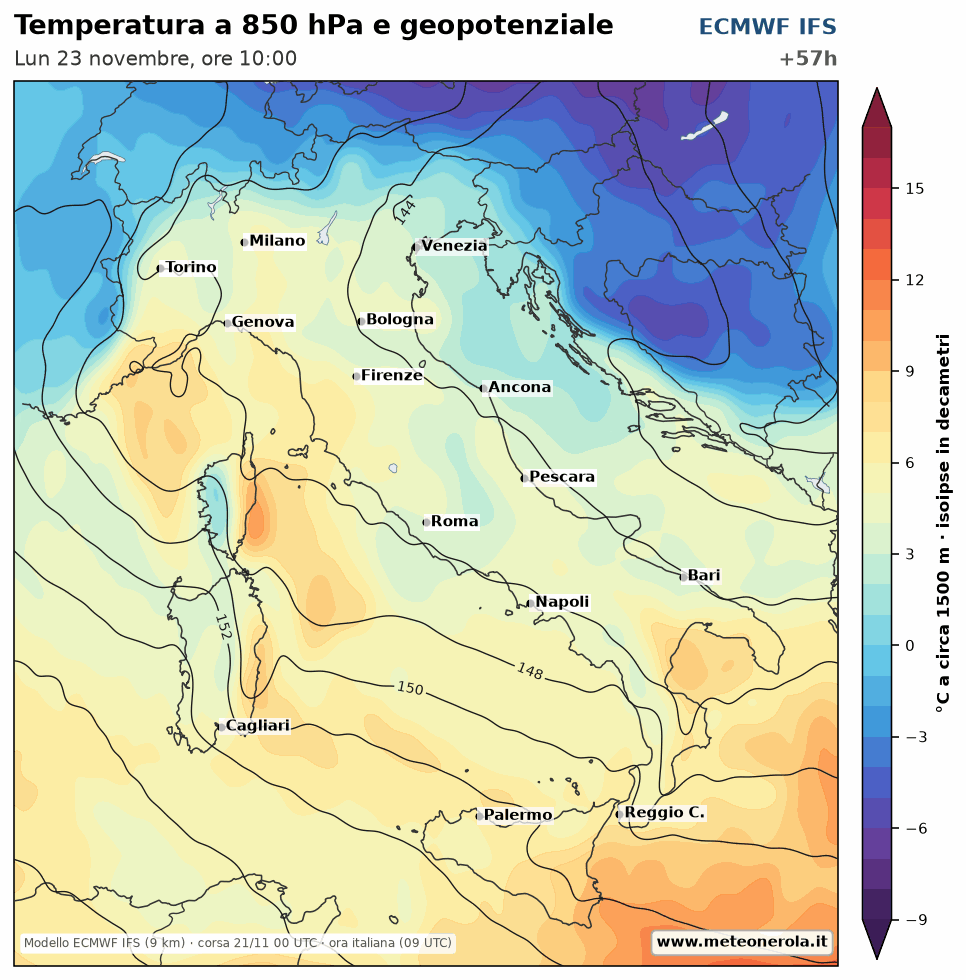 Temperatura a 850 hPa e geopotenziale
ECMWF IFS
Lun 23 novembre, ore 10:00
+57h
144
Milano
Venezia
Torino
Genova
Bologna
Firenze
Ancona
Pescara
Roma
Bari
Napoli
152
148
150
Cagliari
Palermo
Reggio C.
15
12
9
6
3
0
−3
−6
−9
°C a circa 1500 m · isoipse in decametri
Modello ECMWF IFS (9 km) · corsa 21/11 00 UTC · ora italiana (09 UTC)
www.meteonerola.it